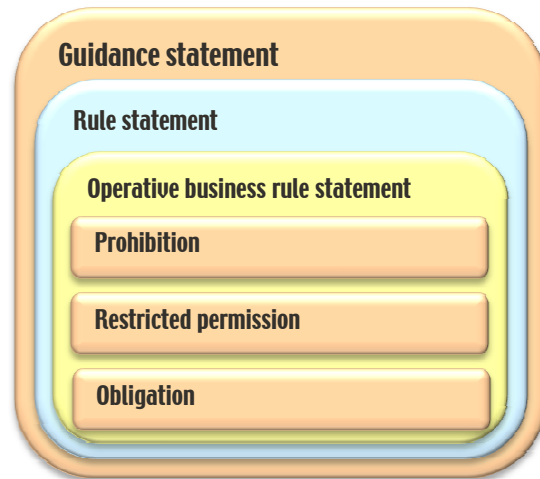 Guidance statement
Rule statement
Operative business rule statement
Prohibition
Restricted permission
Obligation